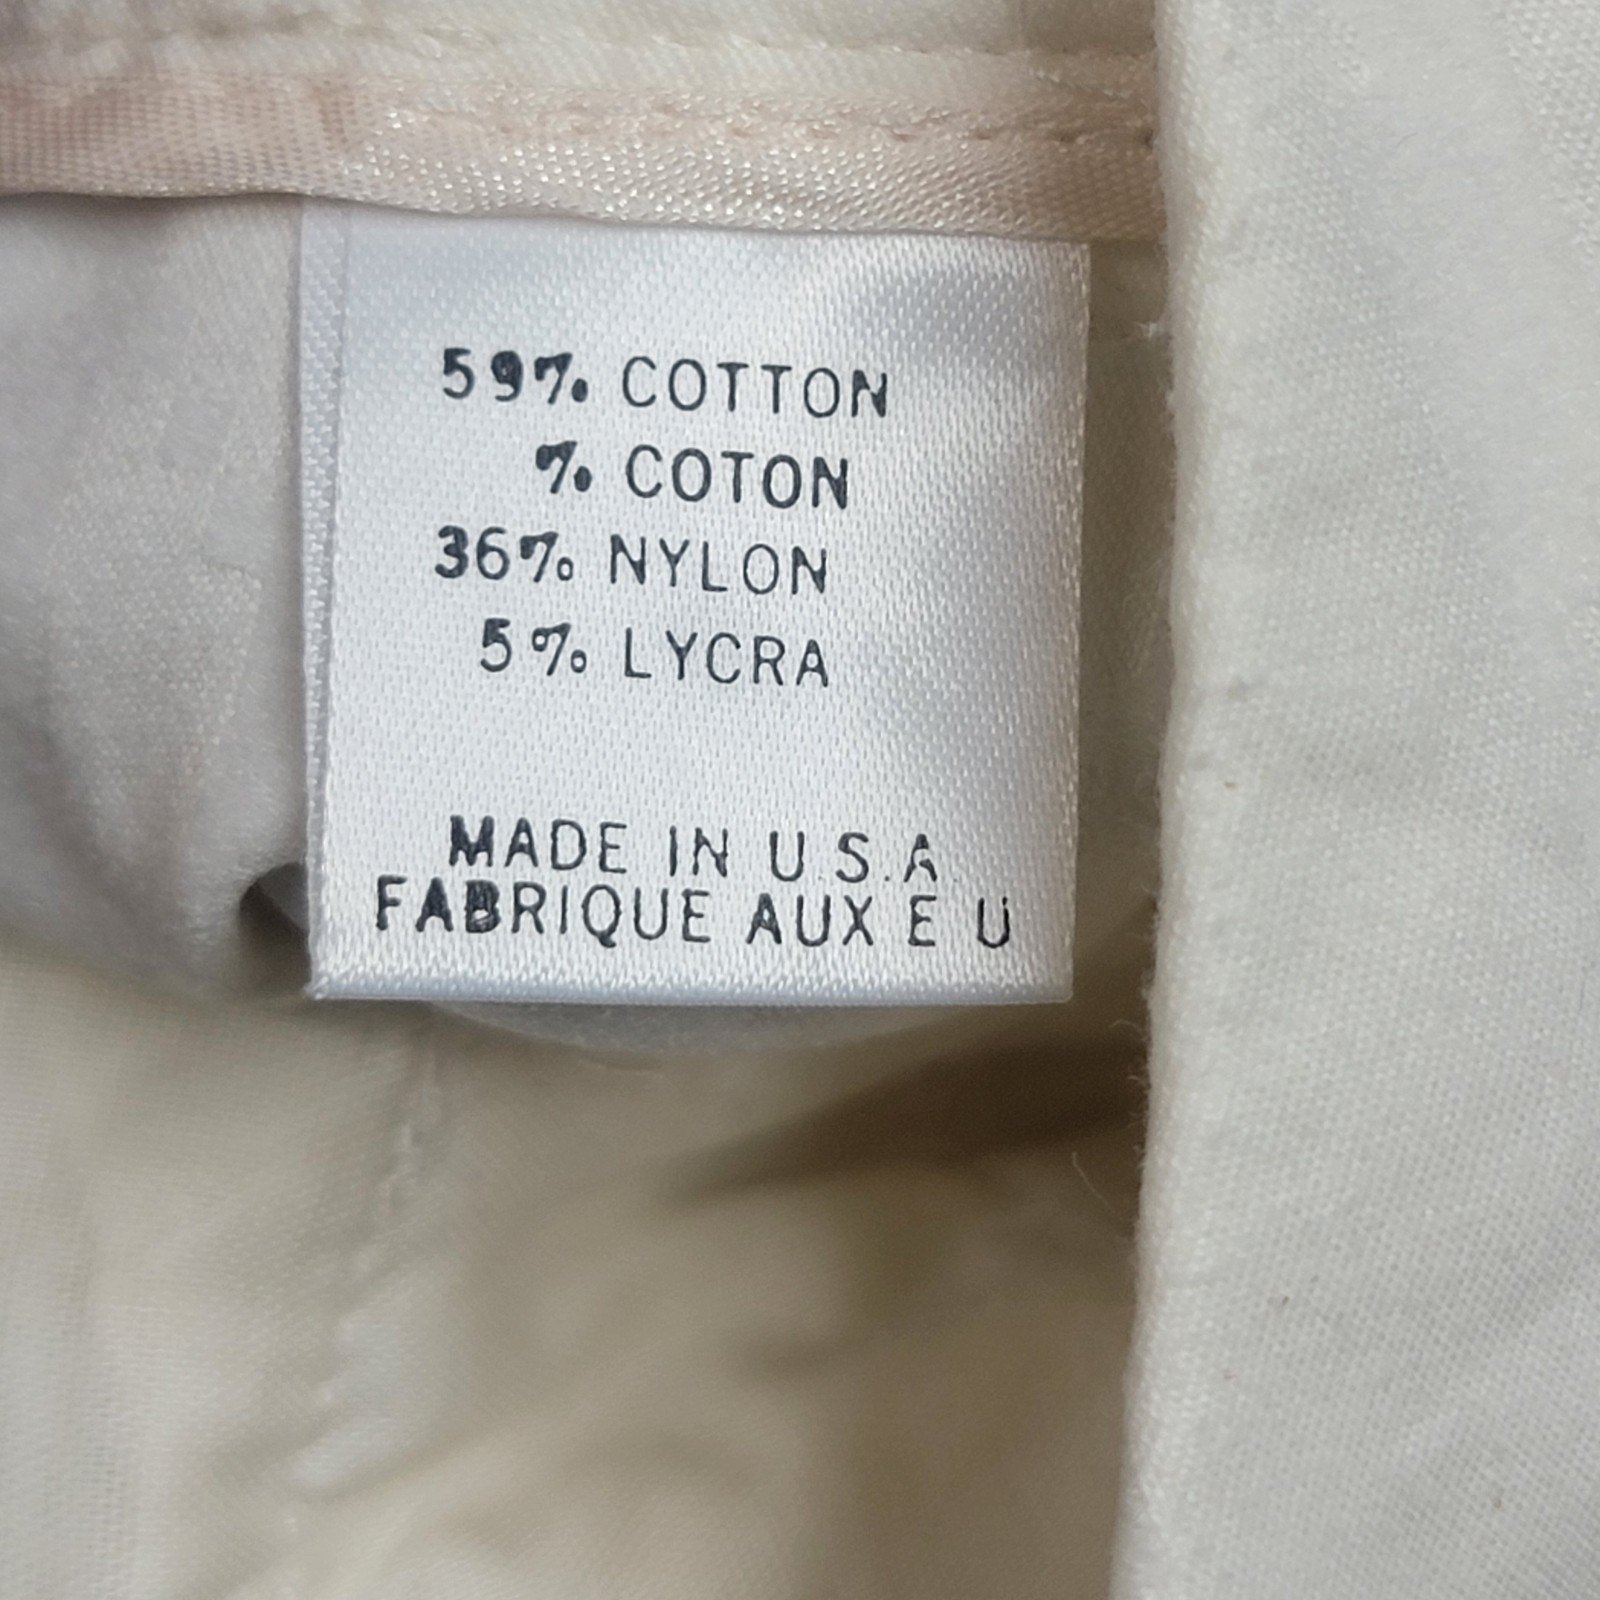 59% COTTON
% COTON
36% NYLON
5% LYCRA
MADE IN U.S.A.
FABRIQUE AUX E U